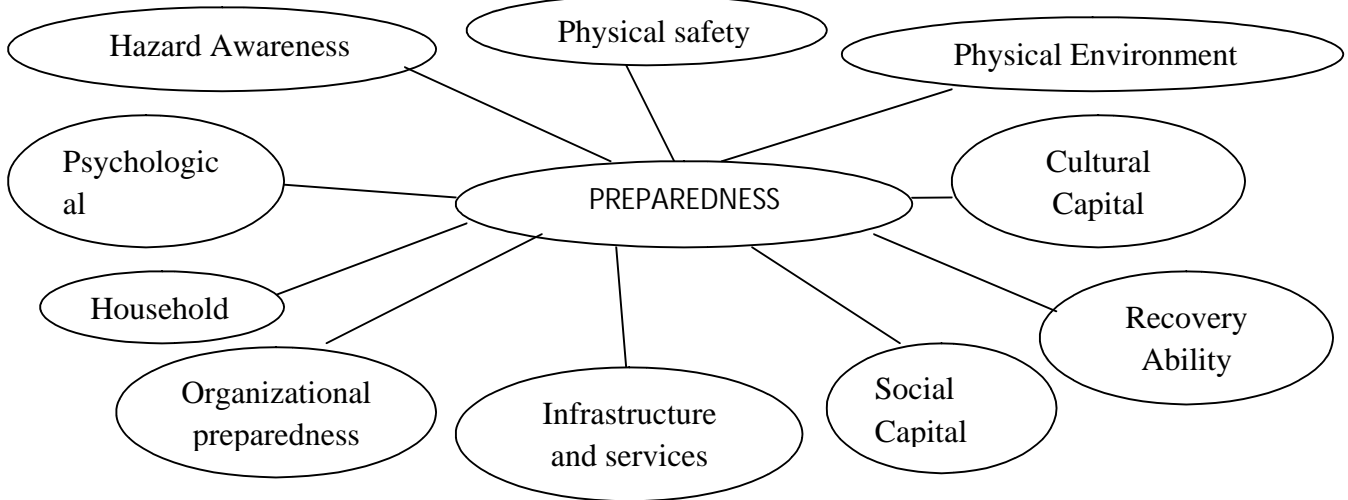 Hazard Awareness
Physical safety
Physical Environment
Psychologic
al
PREPAREDNESS
Cultural
Capital
Household
Recovery
Ability
Organizational
preparedness
Infrastructure
and services
Social
Capital